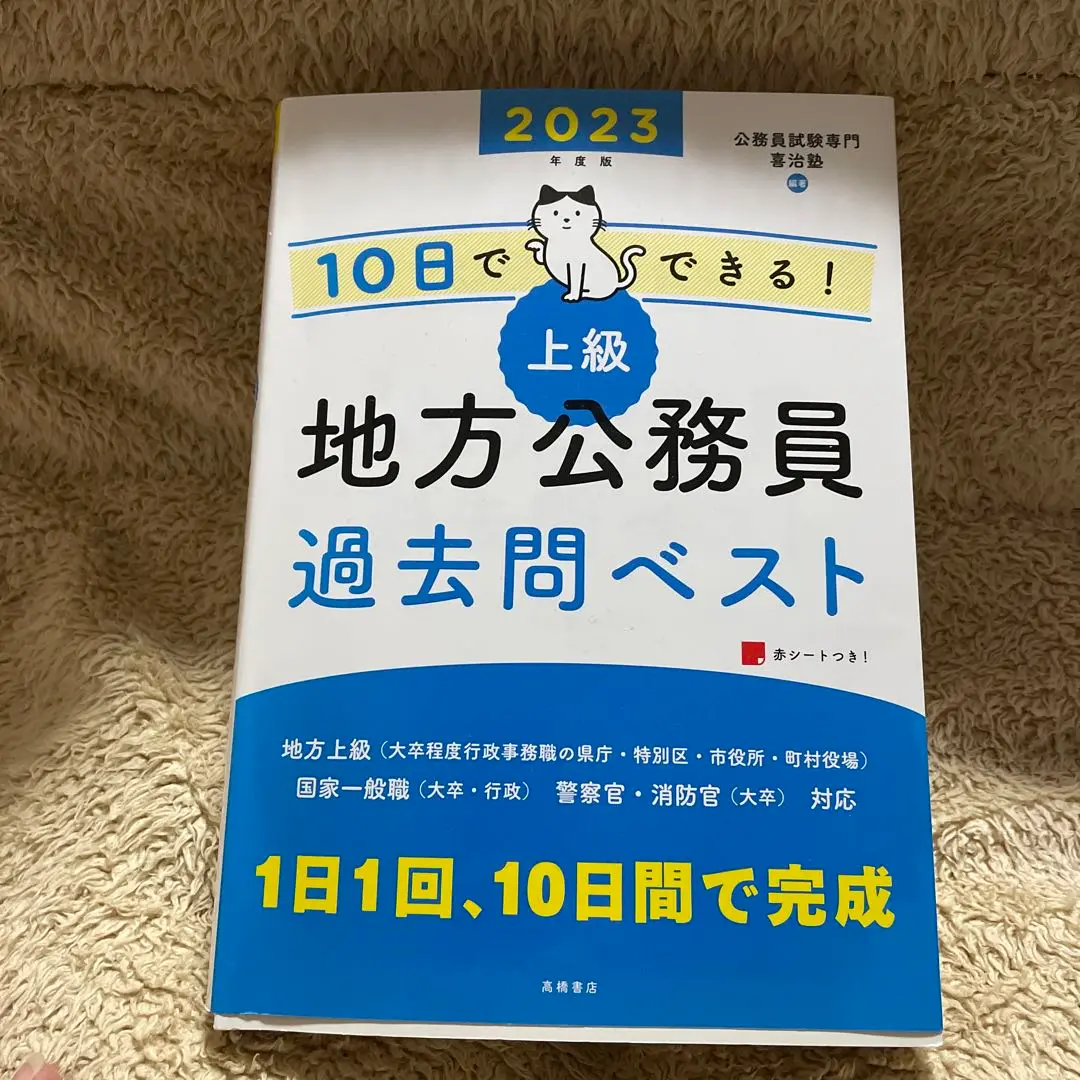 2023
年度版
公務員試験専門
喜治塾
編著
10日でできる!
上級
地方公務員
過去問ベスト
赤シートつき!
地方上級(大卒程度行政事務職の県庁・特別区・市役所・町村役場)
国家一般職(大卒・行政) 警察官・消防官(大卒) 対応
1日1回、10日間で完成
高橋書店